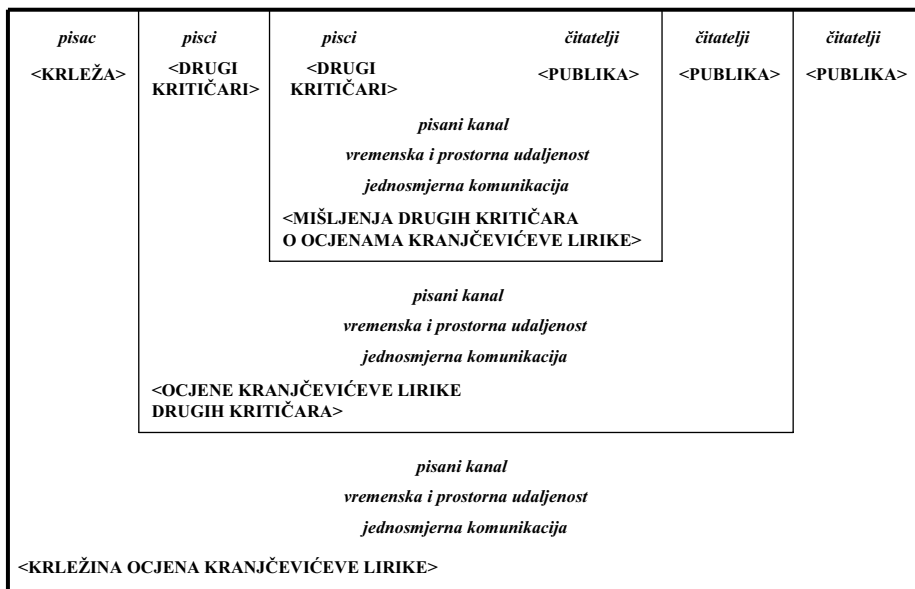 pisac pisci pisci čitatelji čitatelji čitatelji
<KRLEŽA> <DRUGI KRITIČARI> <DRUGI KRITIČARI> <PUBLIKA> <PUBLIKA> <PUBLIKA>
pisani kanal
vremenska i prostorna udaljenost
jednosmjerna komunikacija
<MIŠLJENJA DRUGIH KRITIČARA
O OCJENAMA KRANJČEVIĆEVE LIRIKE>
pisani kanal
vremenska i prostorna udaljenost
jednosmjerna komunikacija
<OCJENE KRANJČEVIĆEVE LIRIKE
DRUGIH KRITIČARA>
pisani kanal
vremenska i prostorna udaljenost
jednosmjerna komunikacija
<KRLEŽINA OCJENA KRANJČEVIĆEVE LIRIKE>